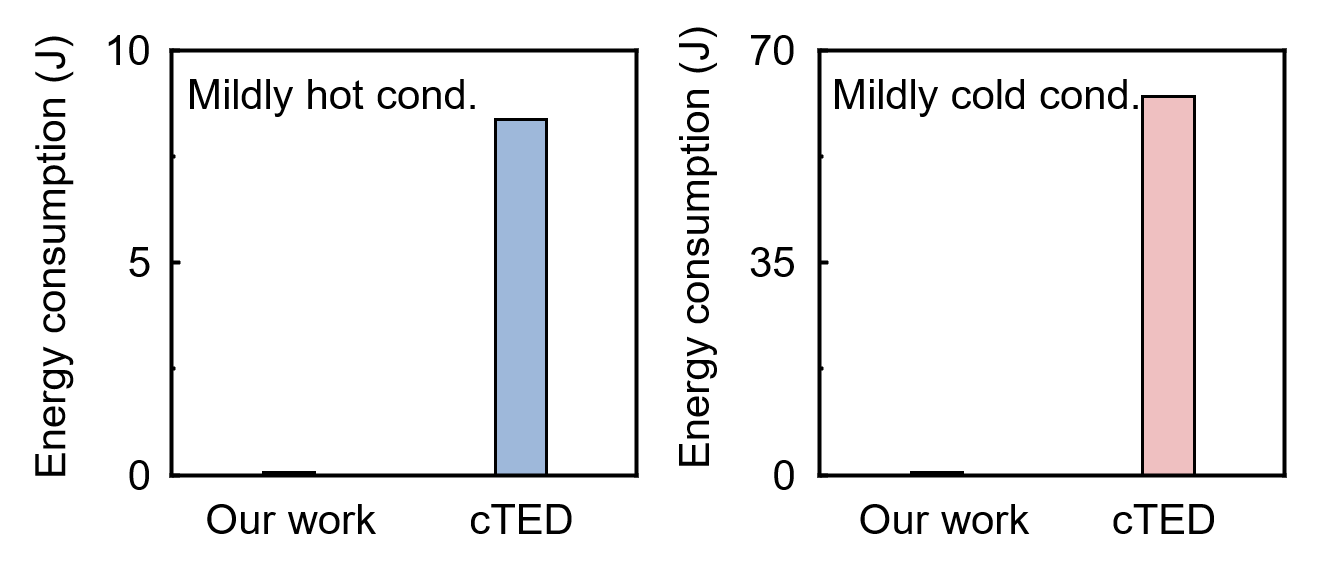 Energy consumption (J)
10
5
0
Mildly hot cond.
Our work
cTED
Energy consumption (J)
70
35
0
Mildly cold cond.
Our work
cTED